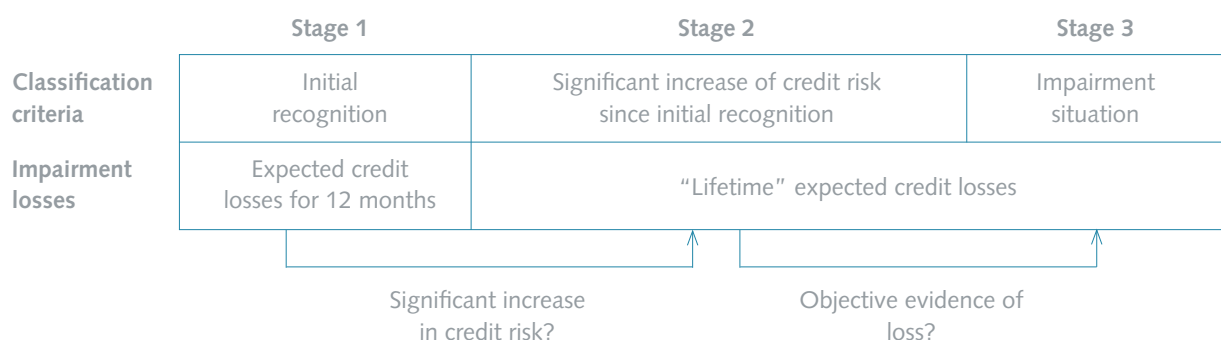 Stage 1
Stage 2
Stage 3
Classification
criteria
Initial
recognition
Significant increase of credit risk
since initial recognition
Impairment
situation
Impairment
losses
Expected credit
losses for 12 months
“Lifetime” expected credit losses
Significant increase
in credit risk?
Objective evidence of
loss?